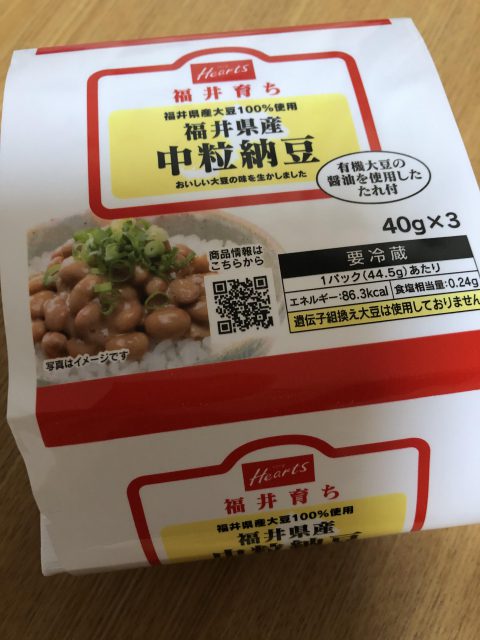 Hearts
福井育ち
福井県産大豆100%使用
福井県産
中粒納豆
おいしい大豆の味を生かしました
有機大豆の
醤油を使用した
たれ付
40g×3
商品情報は
こちらから
要冷蔵
1パック(44.5g)あたり
エネルギー:86.3kcal 食塩相当量:0.24g
遺伝子組換え大豆は使用しておりません
写真はイメージです
Hearts
福井育ち
福井県産大豆100%使用
福井県産
中粒納豆